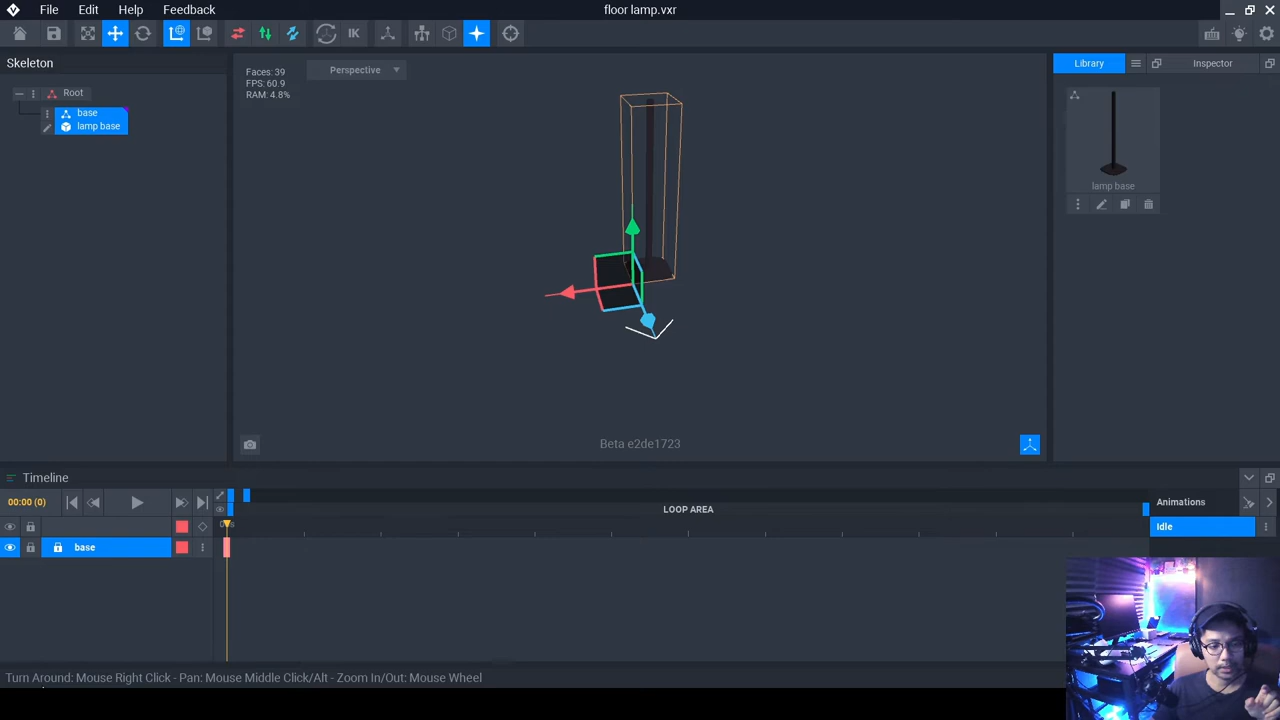 File Edit Help Feedback
floor lamp.vxr
IK
Skeleton
Root
base
lamp base
Faces: 39
FPS: 60.9
RAM: 4.8%
Perspective
Beta e2de1723
Library
Inspector
lamp base
Timeline
00:00 (0)
LOOP AREA
Animations
Idle
base
Turn Around: Mouse Right Click - Pan: Mouse Middle Click/Alt - Zoom In/Out: Mouse Wheel